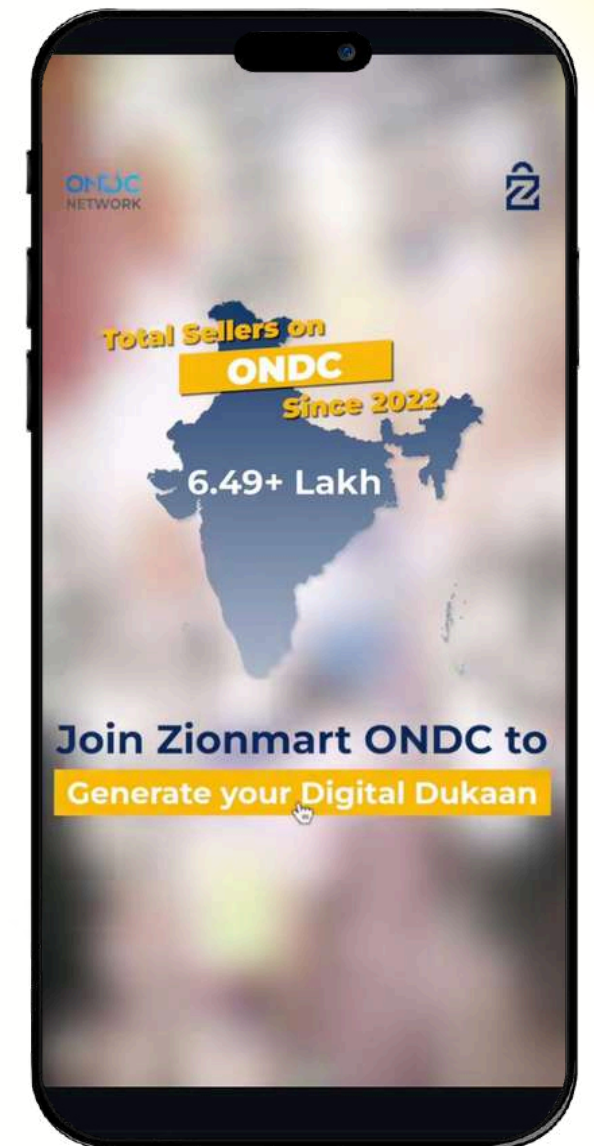 ONDC
NETWORK
Z
Total Sellers on
ONDC
Since 2022
6.49+ Lakh
Join Zionmart ONDC to
Generate your Digital Dukaan